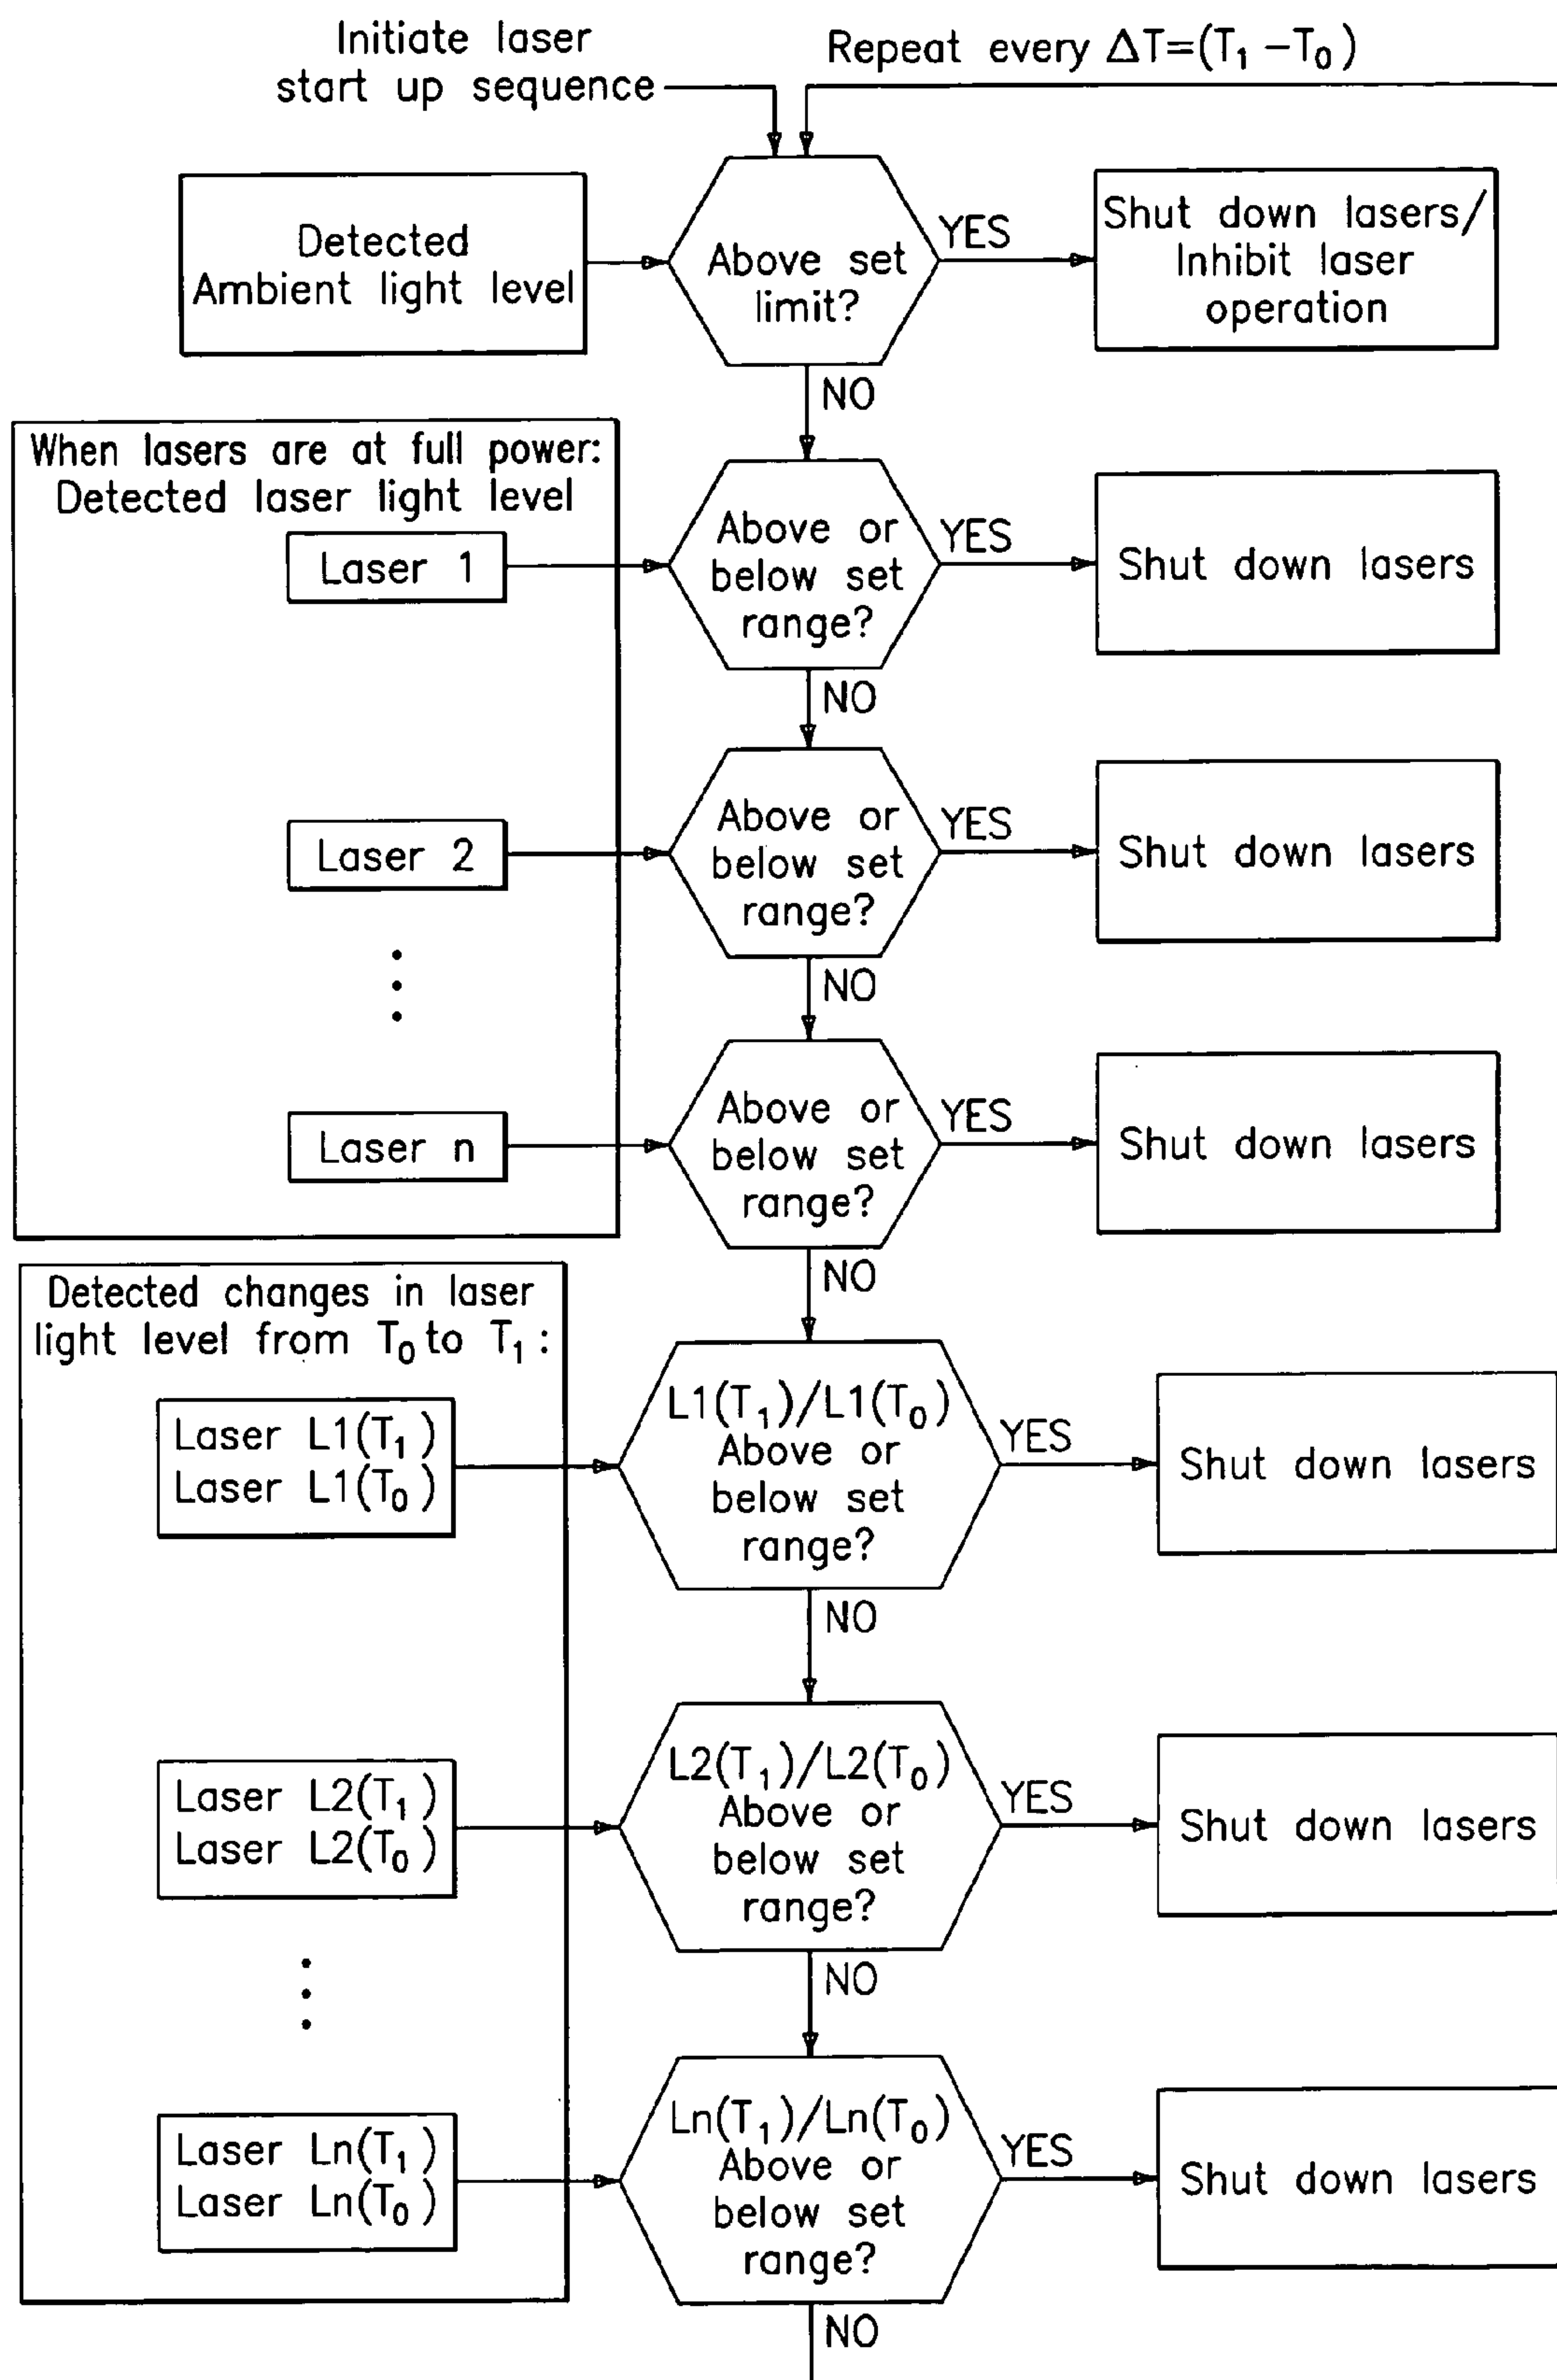 Initiate laser
start up sequence
Repeat every ΔT=(T₁ −T₀)
Detected
Ambient light level
Above set
limit?
YES
Shut down lasers/
Inhibit laser
operation
NO
When lasers are at full power:
Detected laser light level
Laser 1
Above or
below set
range?
YES
Shut down lasers
NO
Laser 2
Above or
below set
range?
YES
Shut down lasers
NO
Laser n
Above or
below set
range?
YES
Shut down lasers
NO
Detected changes in laser
light level from T₀ to T₁ :
Laser L1(T₁)
Laser L1(T₀)
L1(T₁)/L1(T₀)
Above or
below set
range?
YES
Shut down lasers
NO
Laser L2(T₁)
Laser L2(T₀)
L2(T₁)/L2(T₀)
Above or
below set
range?
YES
Shut down lasers
NO
Laser Ln(T₁)
Laser Ln(T₀)
Ln(T₁)/Ln(T₀)
Above or
below set
range?
YES
Shut down lasers
NO